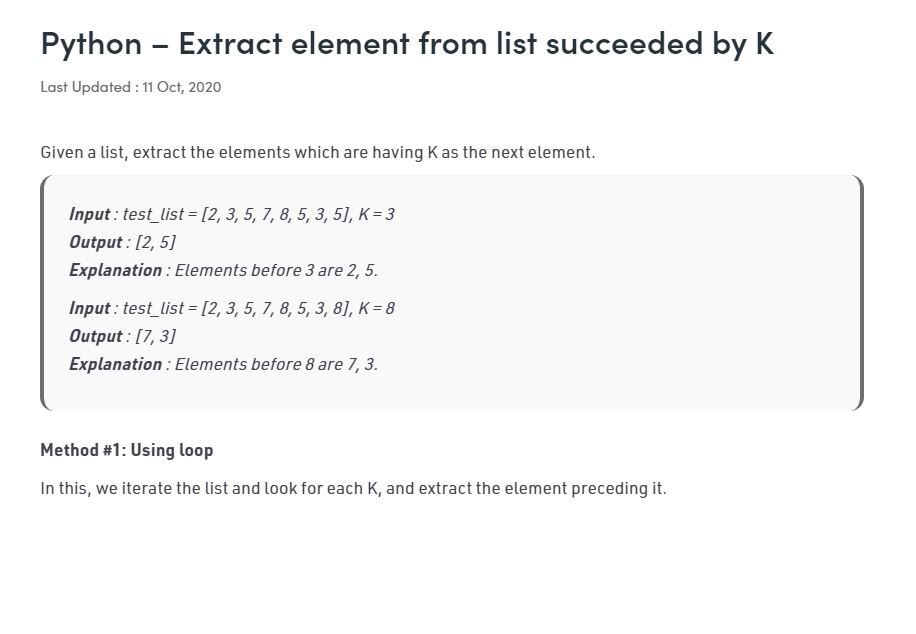 Python – Extract element from list succeeded by K
Last Updated : 11 Oct, 2020
Given a list, extract the elements which are having K as the next element.
Input : test_list = [2, 3, 5, 7, 8, 5, 3, 5], K = 3
Output : [2, 5]
Explanation : Elements before 3 are 2, 5.
Input : test_list = [2, 3, 5, 7, 8, 5, 3, 8], K = 8
Output : [7, 3]
Explanation : Elements before 8 are 7, 3.
Method #1: Using loop
In this, we iterate the list and look for each K, and extract the element preceding it.